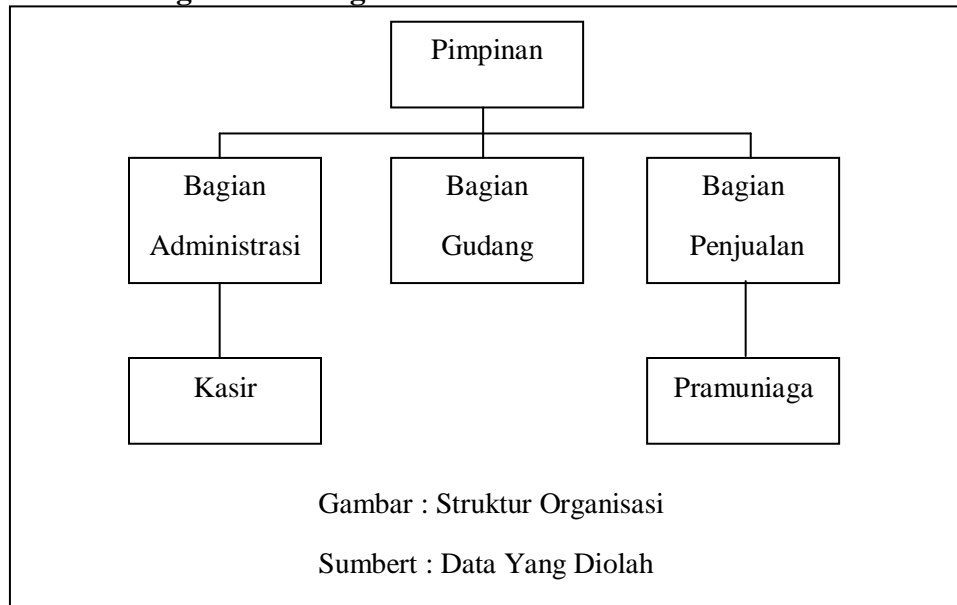 Pimpinan
Bagian
Administrasi
Bagian
Gudang
Bagian
Penjualan
Kasir
Pramuniaga
Gambar : Struktur Organisasi
Sumbert : Data Yang Diolah